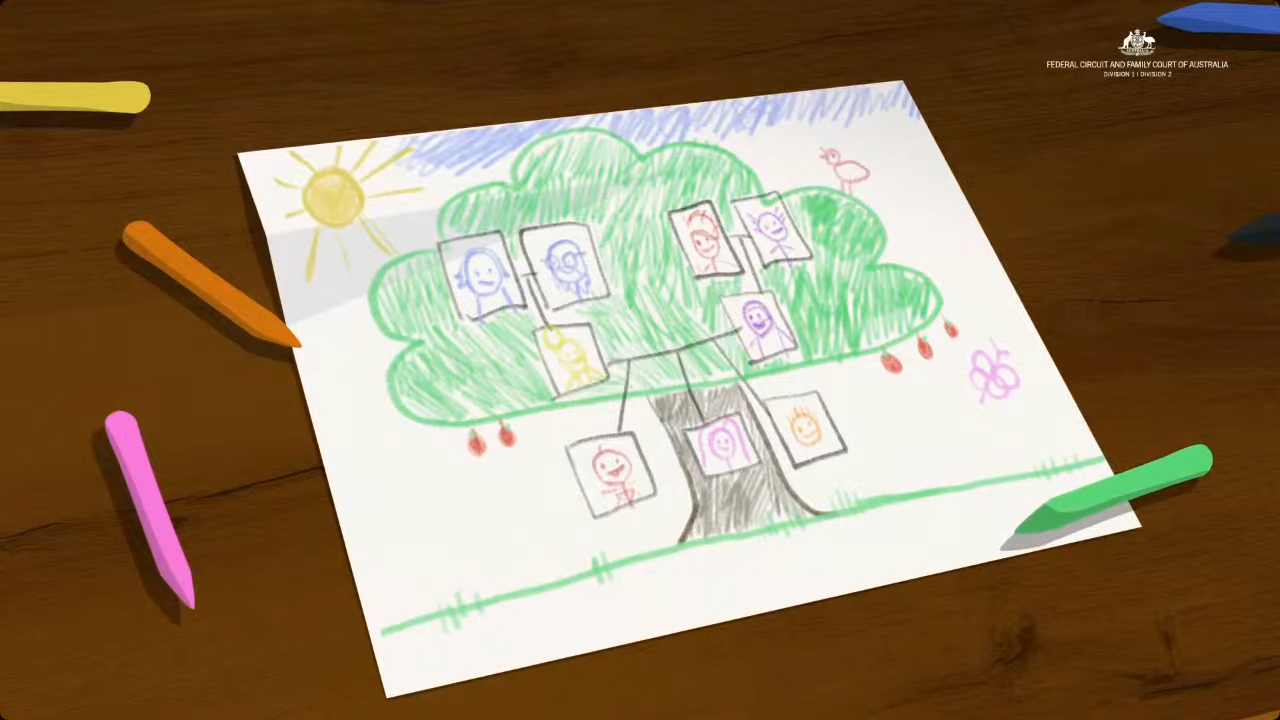 FEDERAL CIRCUIT AND FAMILY COURT OF AUSTRALIA
DIVISION 1 | DIVISION 2